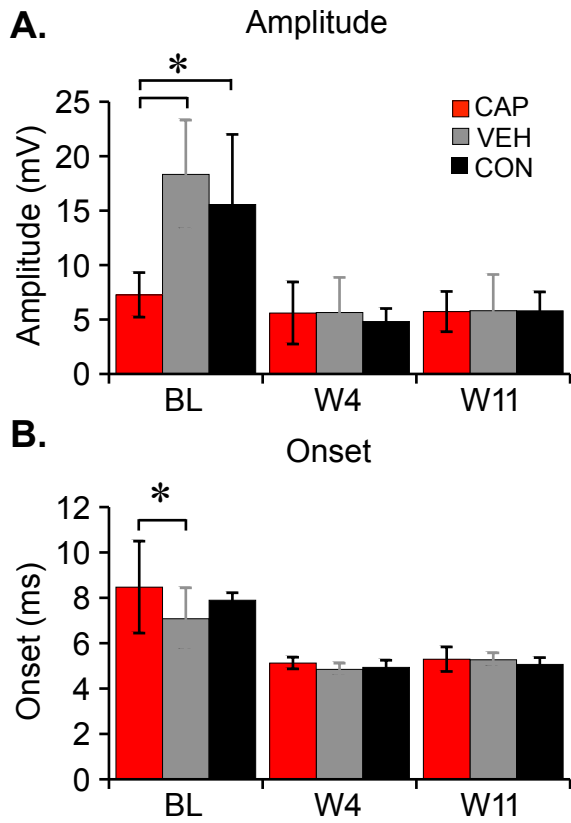 A.
Amplitude
*
25
20
15
10
5
0
Amplitude (mV)
CAP
VEH
CON
BL W4 W11
B.
Onset
*
12
10
8
6
4
2
0
Onset (ms)
BL W4 W11